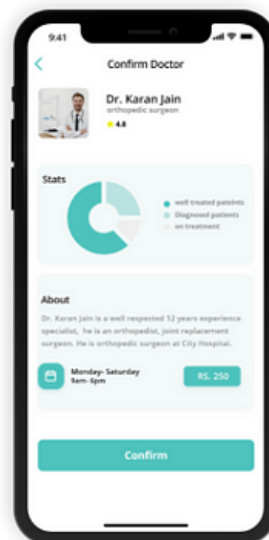 9:41
Confirm Doctor
Dr. Karan Jain
orthopedic surgeon
4.8
Stats
well treated pateints
Diagnosed patients
on treatment
About
Dr. Karan Jain is a well respected 12 years experience
specialist, he is an orthopedist, joint replacement
surgeon. He is orthopedic surgeon at City Hospital.
Monday- Saturday
9am- 6pm
RS. 250
Confirm